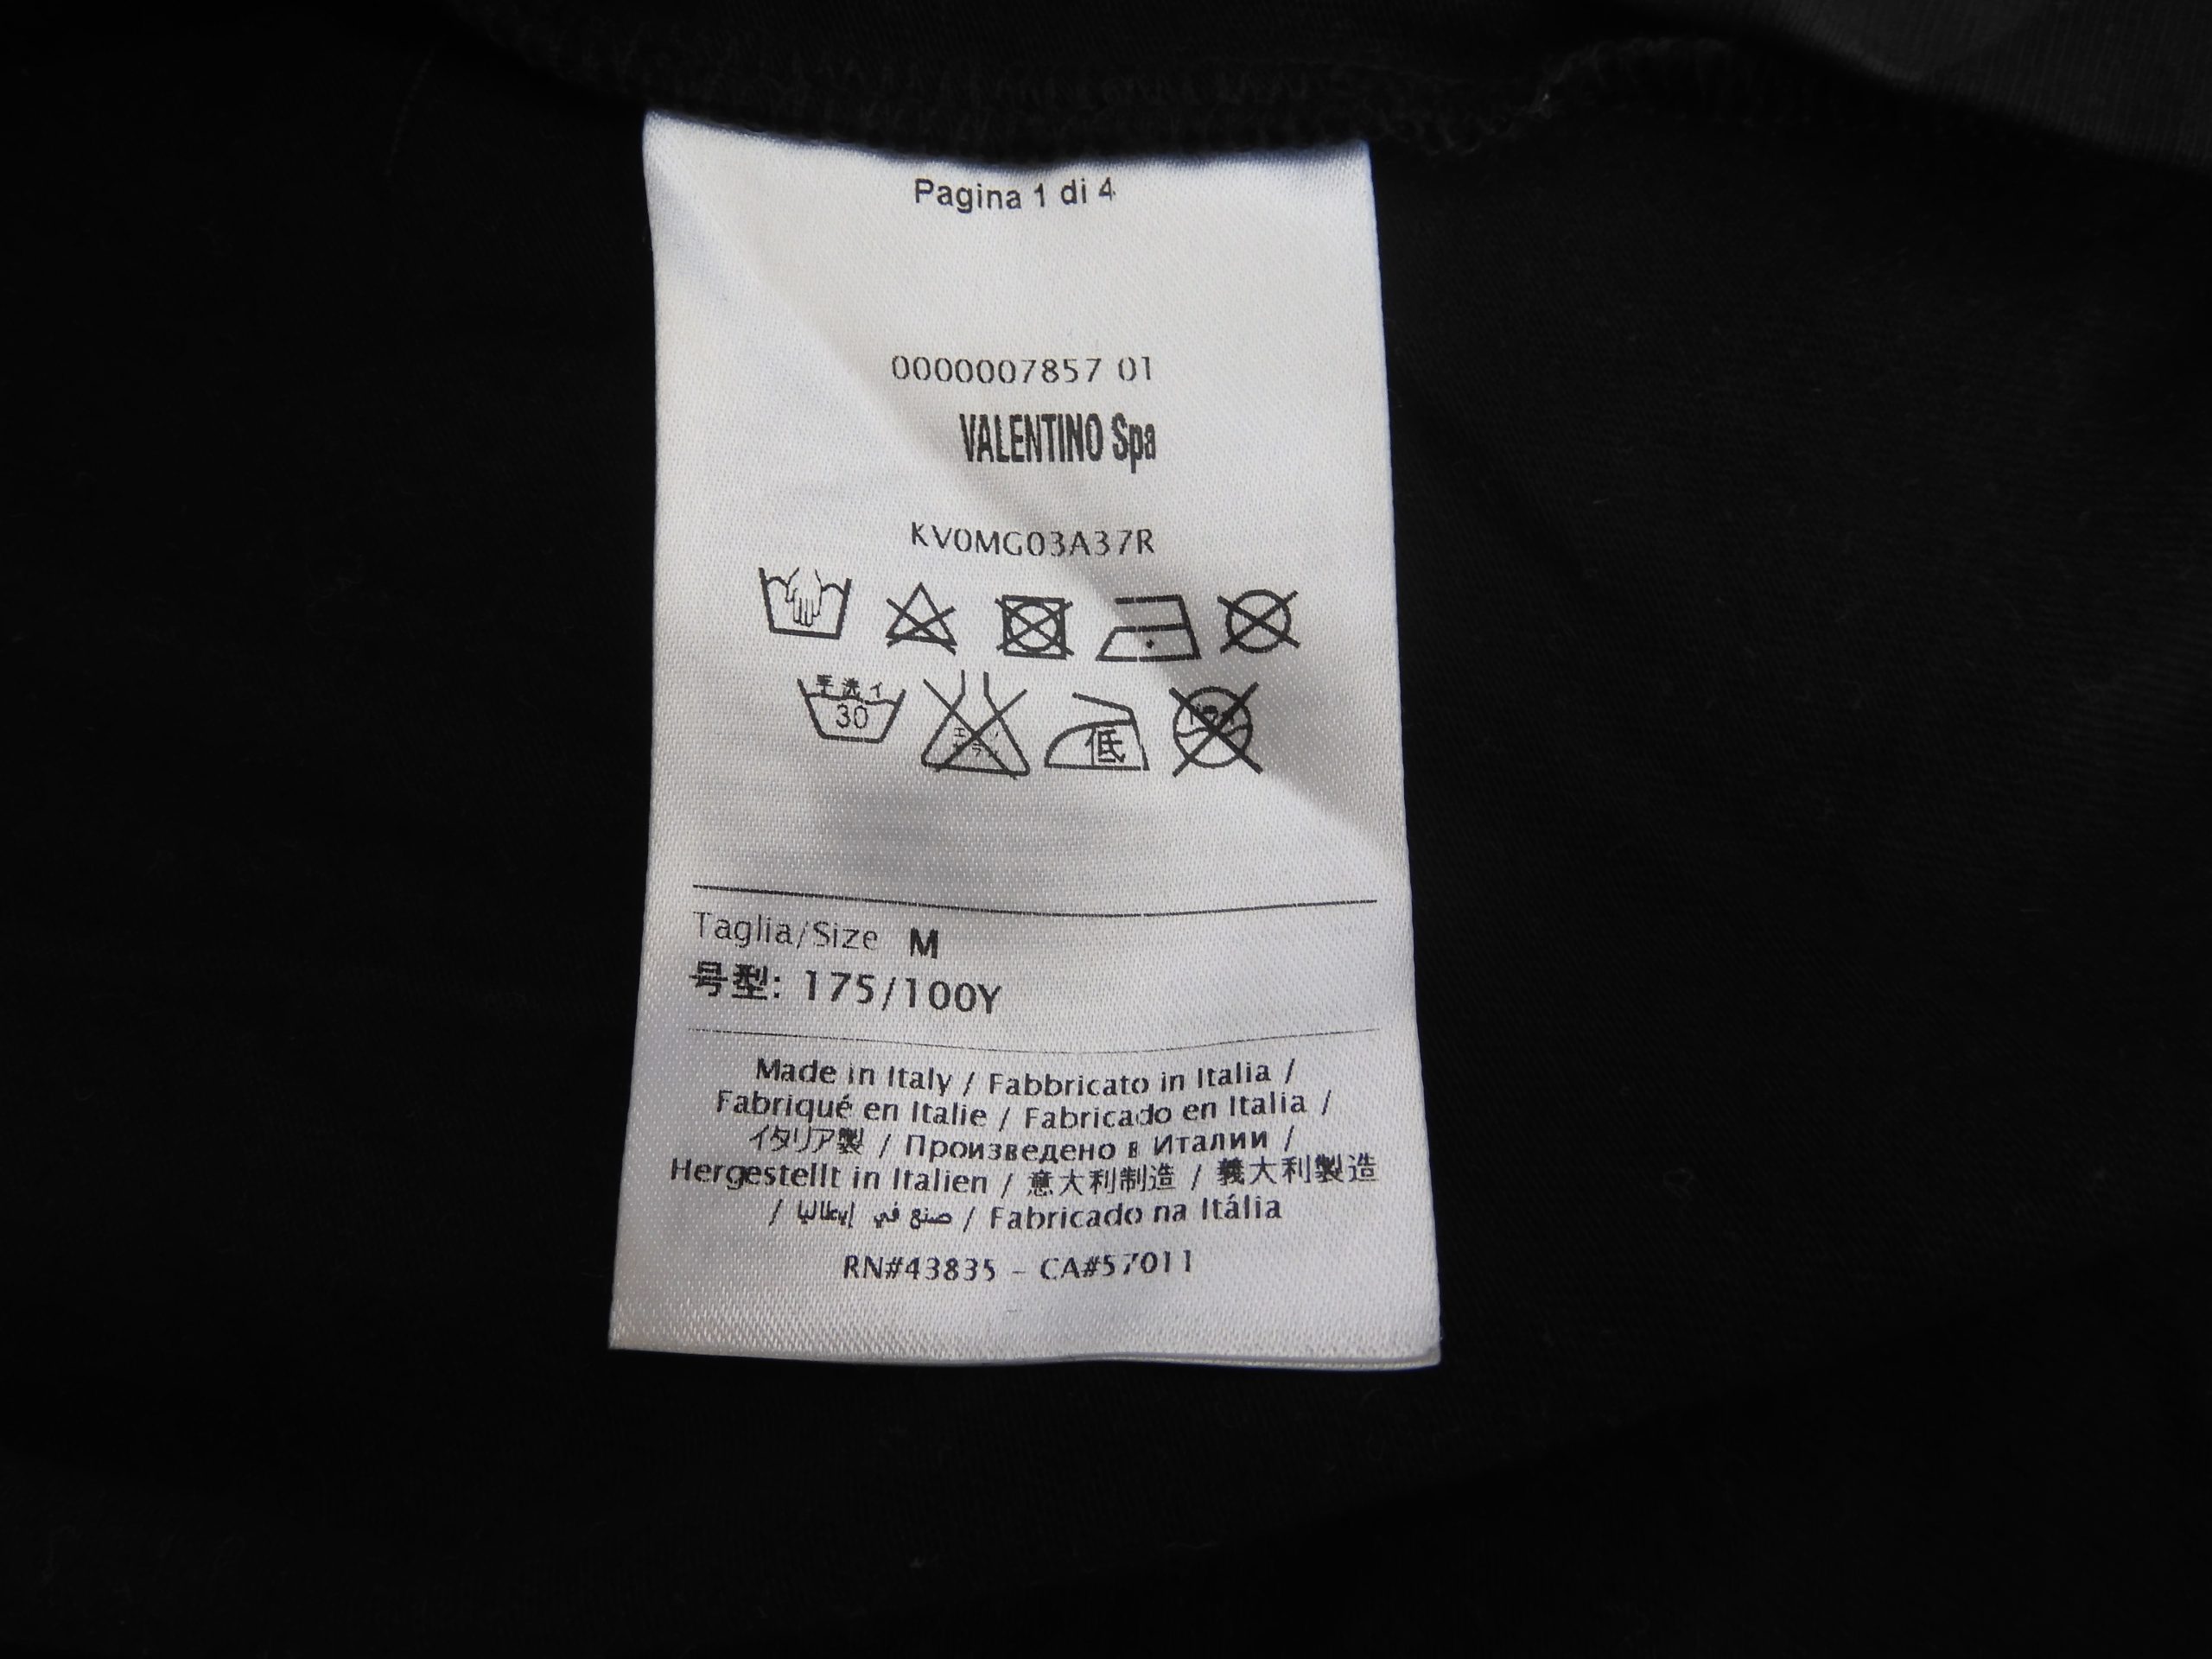 Pagina 1 di 4
0000007857 01
VALENTINO Spa
KV0MG03A37R
手洗イ
30
低
Taglia/Size M
号型: 175/100Y
Made in Italy / Fabbricato in Italia /
Fabriqué en Italie / Fabricado en Italia /
イタリア製 / Произведено в Италии /
Hergestellt in Italien / 意大利制造 / 義大利製造
/ صنع في إيطاليا / Fabricado na Itália
RN#43835 - CA#57011